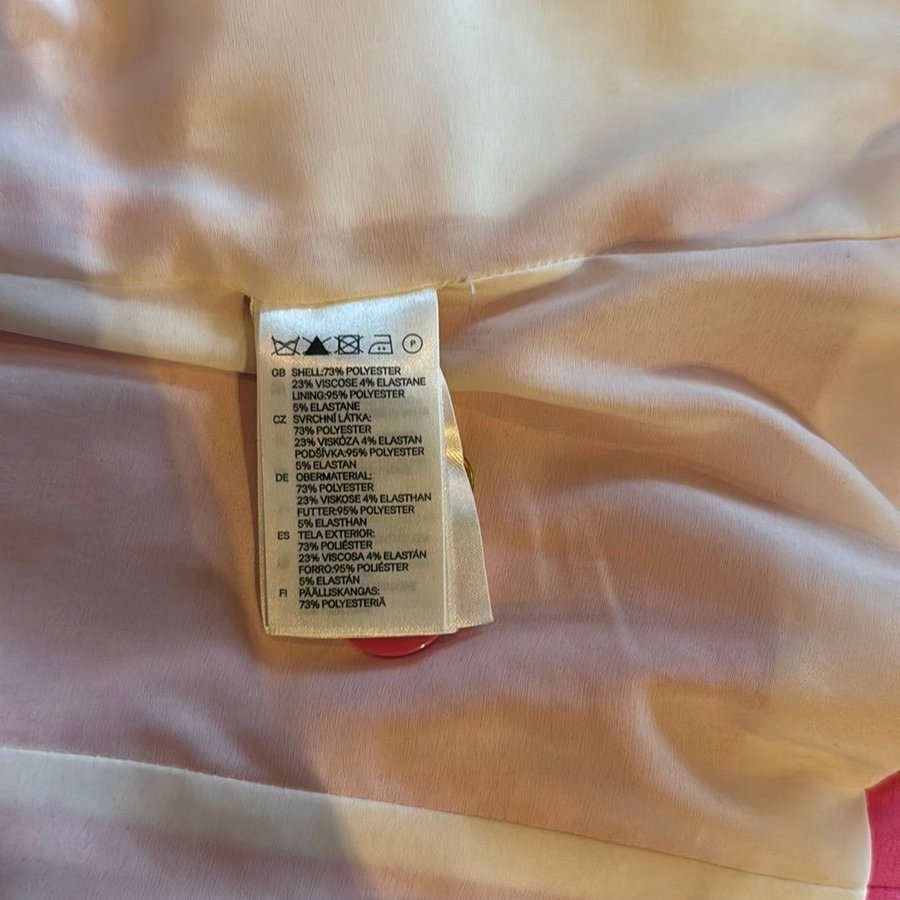 P
GB SHELL:73% POLYESTER
23% VISCOSE 4% ELASTANE
LINING:95% POLYESTER
5% ELASTANE
CZ SVRCHNÍ LÁTKA:
73% POLYESTER
23% VISKÓZA 4% ELASTAN
PODŠÍVKA:95% POLYESTER
5% ELASTAN
DE OBERMATERIAL:
73% POLYESTER
23% VISKOSE 4% ELASTHAN
FUTTER:95% POLYESTER
5% ELASTHAN
ES TELA EXTERIOR:
73% POLIÉSTER
23% VISCOSA 4% ELASTÁN
FORRO:95% POLIÉSTER
5% ELASTÁN
FI PÄÄLLISKANGAS:
73% POLYESTERIÄ